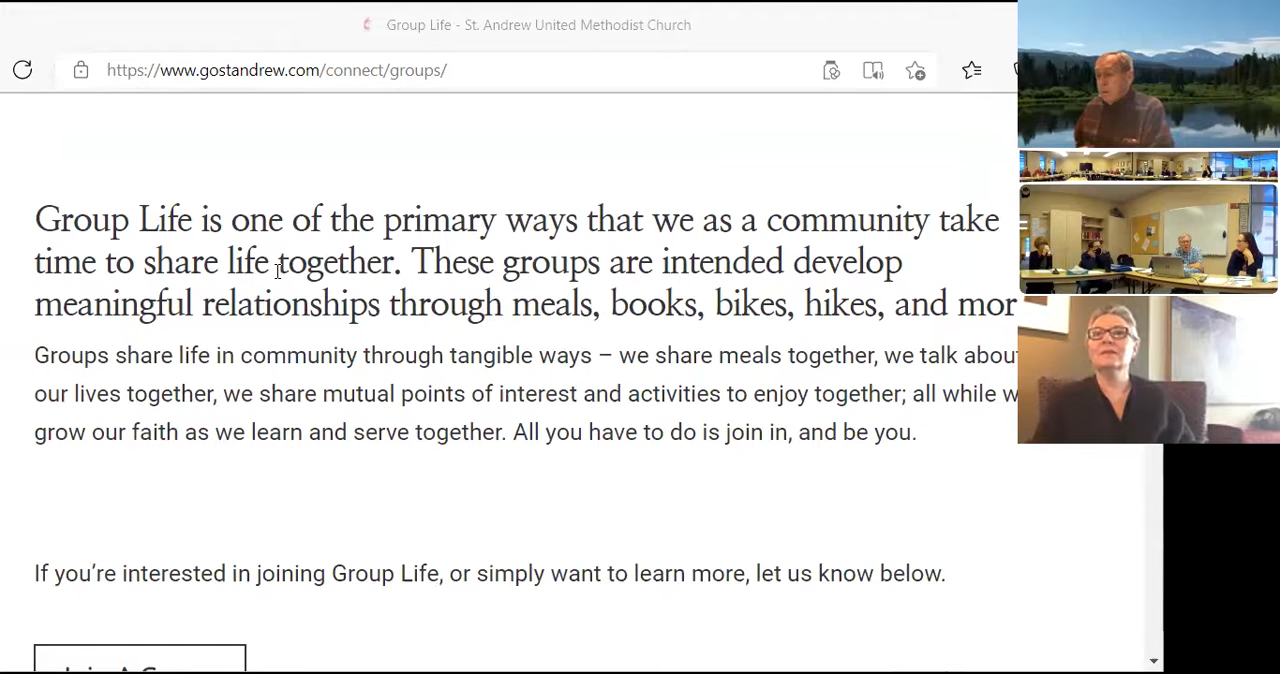 Group Life - St. Andrew United Methodist Church
https://www.gostandrew.com/connect/groups/
Group Life is one of the primary ways that we as a community take
time to share life together. These groups are intended develop
meaningful relationships through meals, books, bikes, hikes, and mor
Groups share life in community through tangible ways – we share meals together, we talk abou
our lives together, we share mutual points of interest and activities to enjoy together; all while w
grow our faith as we learn and serve together. All you have to do is join in, and be you.
If you're interested in joining Group Life, or simply want to learn more, let us know below.